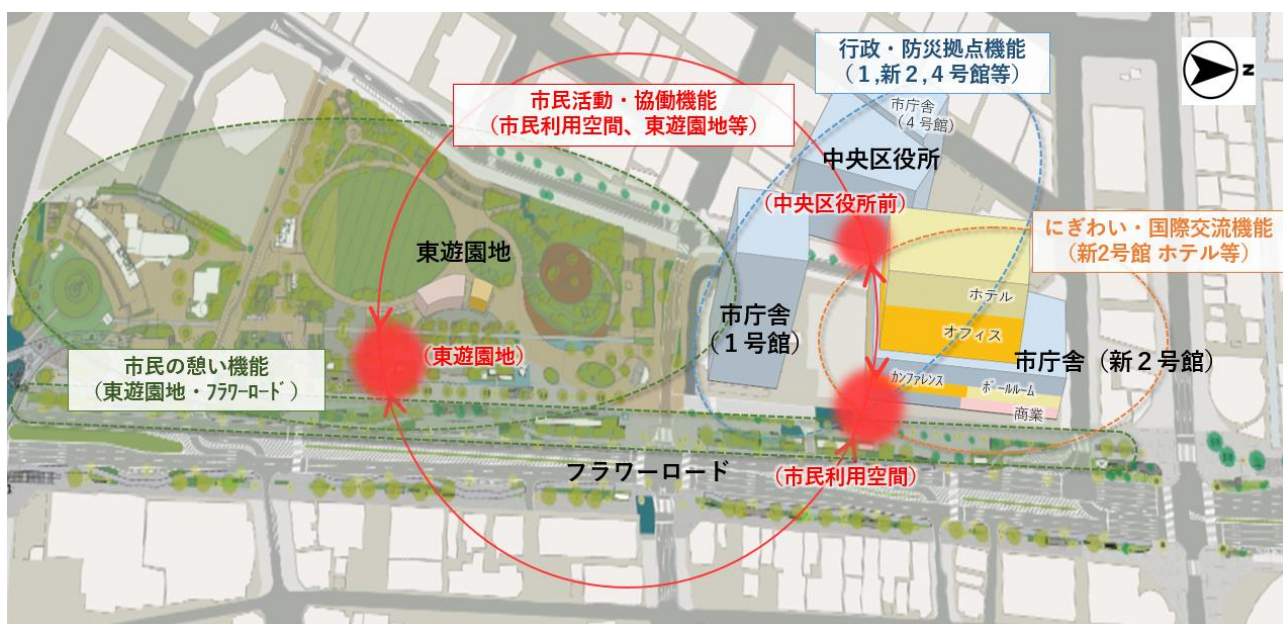 行政・防災拠点機能
（1,新2,4号館等）
N
市民活動・協働機能
（市民利用空間、東遊園地等）
市庁舎
（4号館）
中央区役所
（中央区役所前）
にぎわい・国際交流機能
（新2号館 ホテル等）
東遊園地
ホテル
オフィス
市庁舎
（1号館）
市庁舎（新2号館）
（東遊園地）
市民の憩い機能
（東遊園地・フラワーロード）
カンファレンス
ボールルーム
商業
フラワーロード
（市民利用空間）